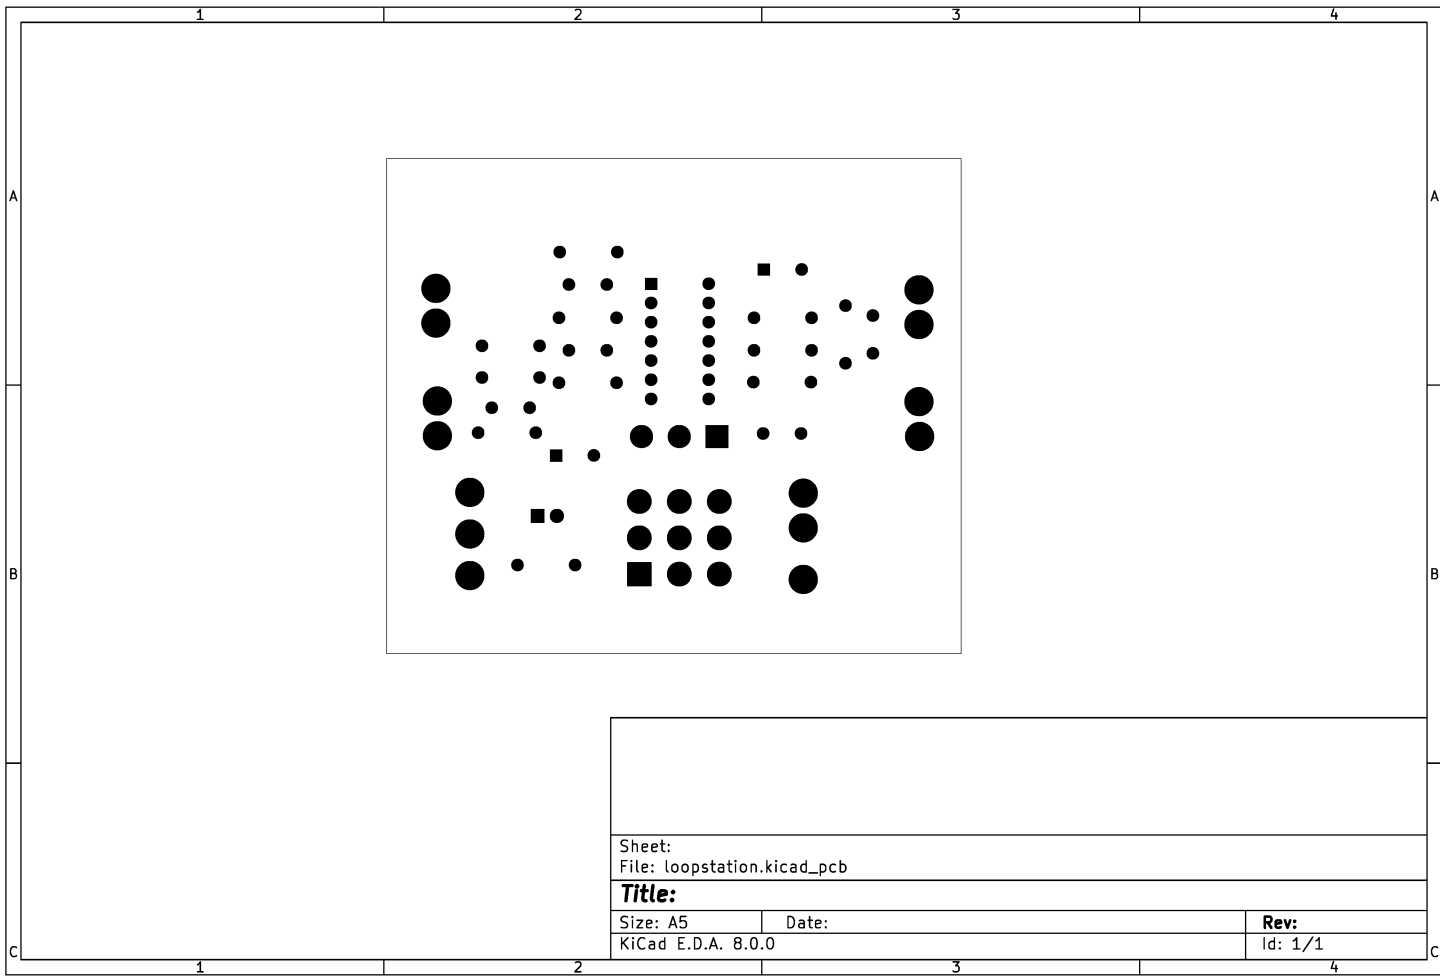 1 2 3 4
A A
B B
Sheet:
File: loopstation.kicad_pcb
Title:
Size: A5 Date: Rev:
KiCad E.D.A. 8.0.0 Id: 1/1
C C
1 2 3 4